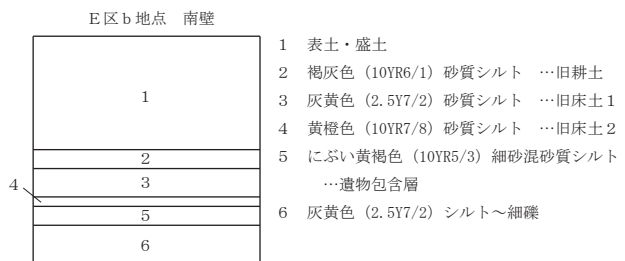 E区b地点　南壁
1
2
3
4
5
6
1　表土・盛土
2　褐灰色（10YR6/1）砂質シルト　…旧耕土
3　灰黄色（2.5Y7/2）砂質シルト　…旧床土1
4　黄橙色（10YR7/8）砂質シルト　…旧床土2
5　にぶい黄褐色（10YR5/3）細砂混砂質シルト
…遺物包含層
6　灰黄色（2.5Y7/2）シルト～細礫